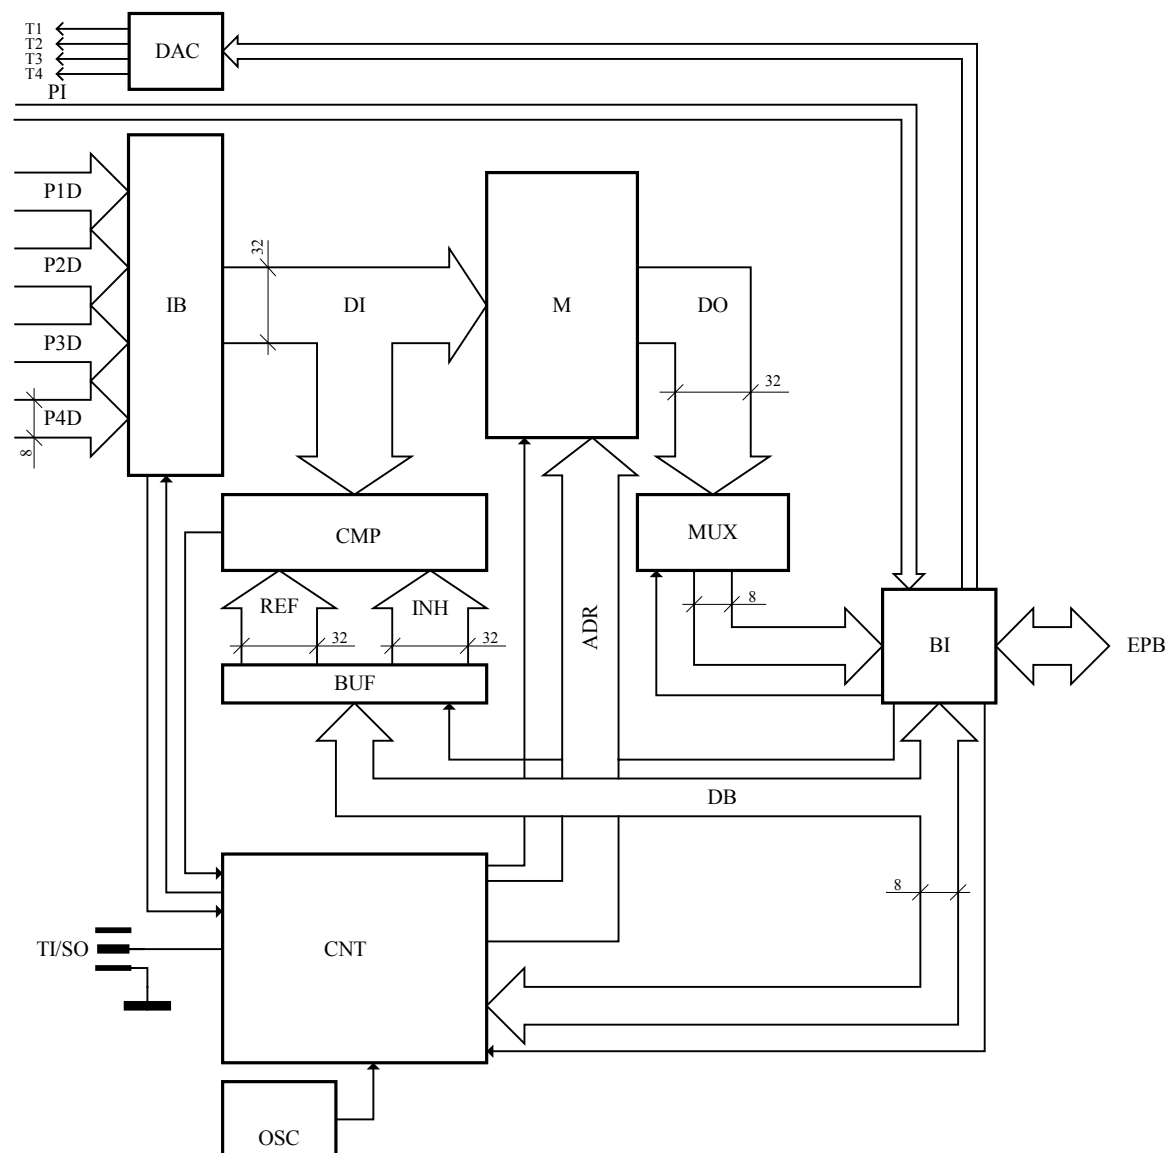 T1
T2
T3
T4
DAC
PI
P1D
P2D
P3D
P4D
8
IB
32
DI
M
DO
32
CMP
MUX
REF
INH
32
32
8
ADR
BUF
BI
EPB
DB
8
TI/SO
CNT
OSC